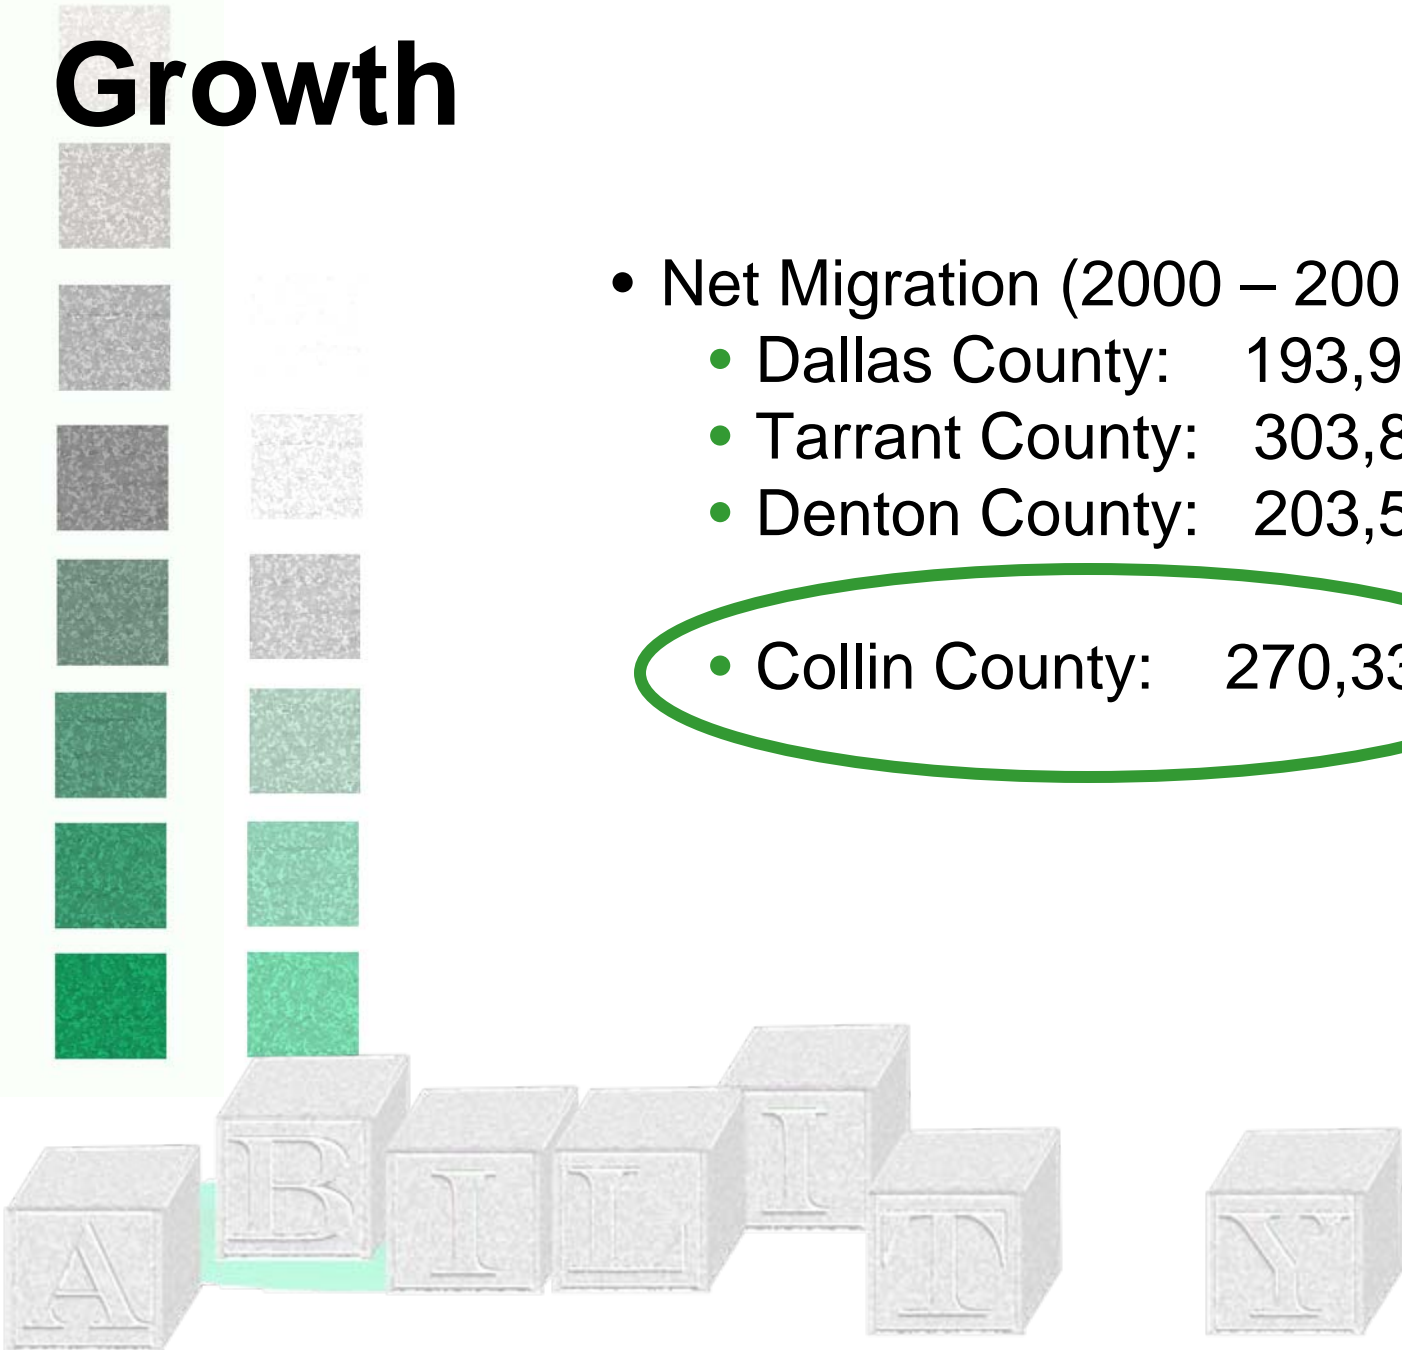 Growth
• Net Migration (2000 – 200
• Dallas County: 193,9
• Tarrant County: 303,8
• Denton County: 203,5
• Collin County: 270,33
A B I L I T Y